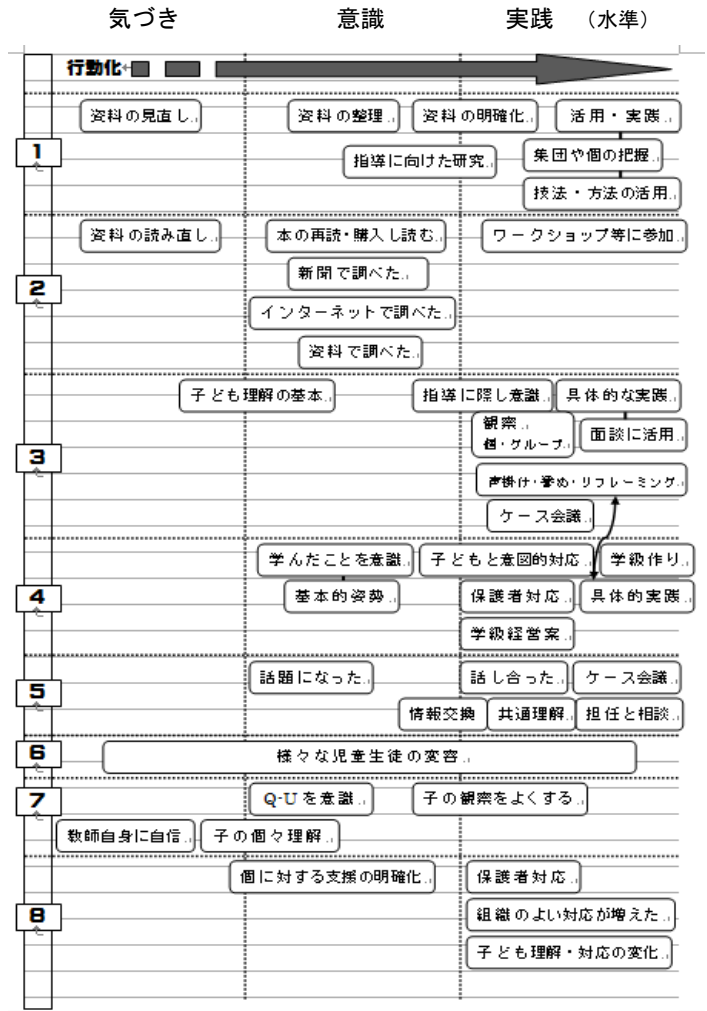 気づき 意識 実践 （水準）
行動化
資料の見直し 資料の整理 資料の明確化 活用・実践
1
指導に向けた研究 集団や個の把握
技法・方法の活用
資料の読み直し 本の再読・購入し読む ワークショップ等に参加
新聞で調べた
2
インターネットで調べた
資料で調べた
子ども理解の基本 指導に際し意識 具体的な実践
観察
個・グループ 面談に活用
3
声掛け・誉め・リフレーミング
ケース会議
学んだことを意識 子どもと意図的対応 学級作り
4
基本的姿勢 保護者対応 具体的実践
学級経営案
話題になった 話し合った ケース会議
5
情報交換 共通理解 担任と相談
6
様々な児童生徒の変容
7
Q-Uを意識 子の観察をよくする
教師自身に自信 子の個々理解
個に対する支援の明確化 保護者対応
8
組織のよい対応が増えた
子ども理解・対応の変化